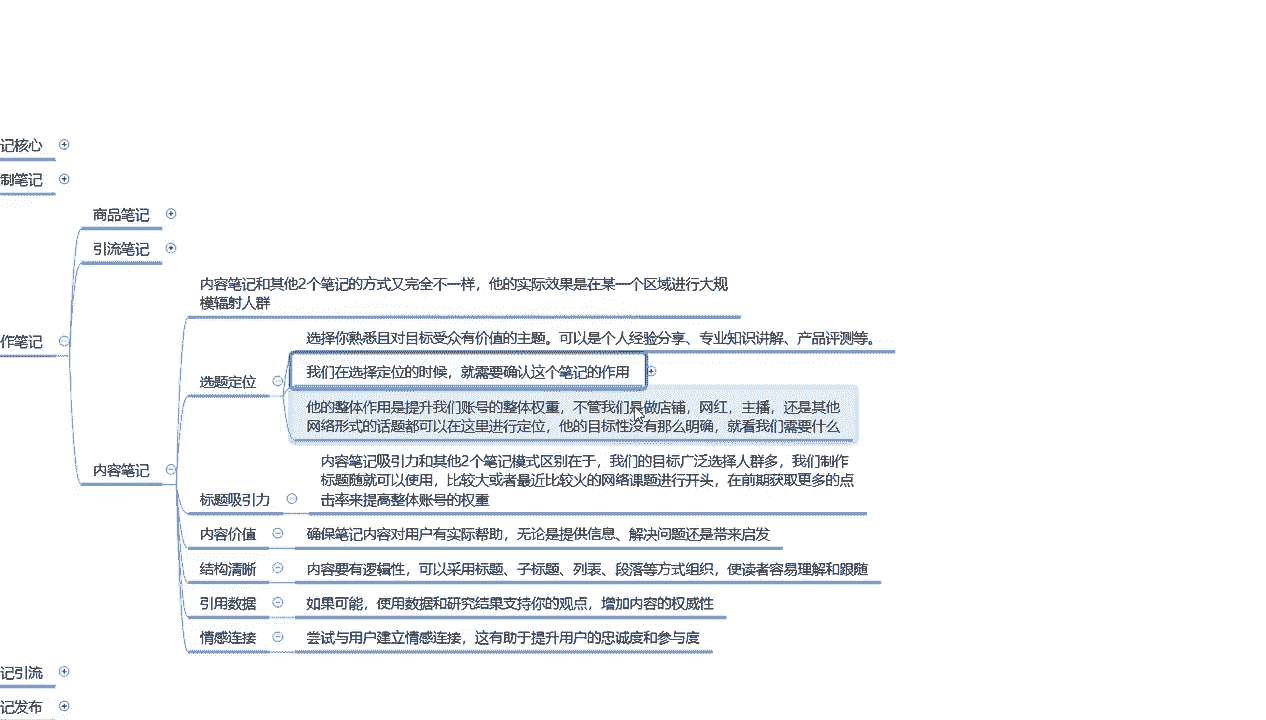 记核心
制笔记
商品笔记
引流笔记
内容笔记和其他2个笔记的方式又完全不一样，他的实际效果是在某一个区域进行大规
模辐射人群
选择你熟悉且对目标受众有价值的主题。可以是个人经验分享、专业知识讲解、产品评测等。
作笔记
我们在选择定位的时候，就需要确认这个笔记的作用
选题定位
他的整体作用是提升我们账号的整体权重，不管我们是做店铺，网红，主播，还是其他
网络形式的话题都可以在这里进行定位，他的目标性没有那么明确，就看我们需要什么
内容笔记
内容笔记吸引力和其他2个笔记模式区别在于，我们的目标广泛选择人群多，我们制作
标题随就可以使用，比较大或者最近比较火的网络课题进行开头，在前期获取更多的点
击率来提高整体账号的权重
标题吸引力
内容价值
确保笔记内容对用户有实际帮助，无论是提供信息、解决问题还是带来启发
结构清晰
内容要有逻辑性，可以采用标题、子标题、列表、段落等方式组织，使读者容易理解和跟随
引用数据
如果可能，使用数据和研究结果支持你的观点，增加内容的权威性
情感连接
尝试与用户建立情感连接，这有助于提升用户的忠诚度和参与度
记引流
记发布